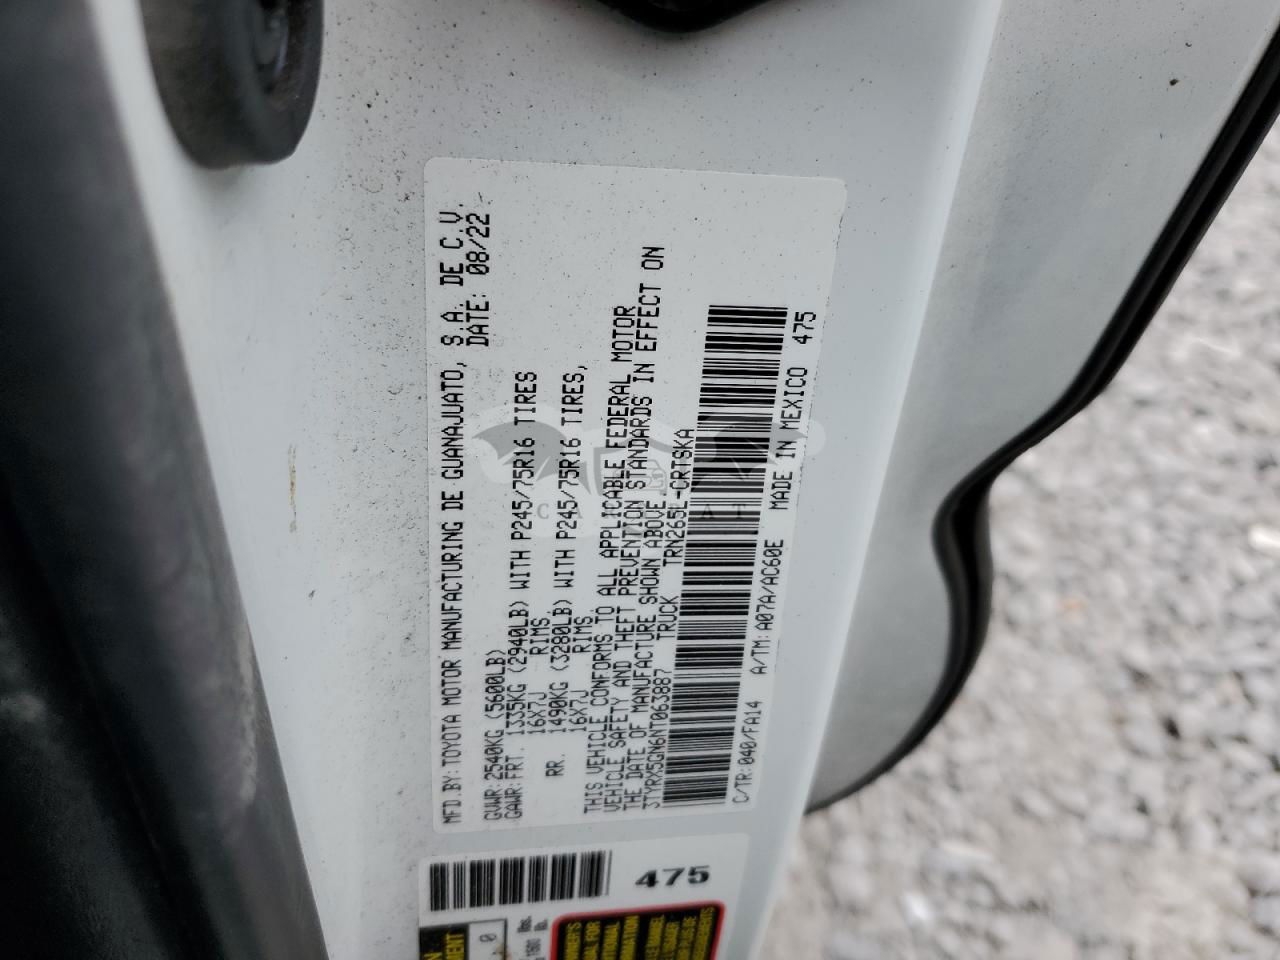 MFD.BY: TOYOTA MOTOR MANUFACTURING DE GUANAJUATO, S.A. DE C.V.
DATE: 08/22
GVWR: 2540KG (5600LB)
GAWR: FRT. 1335KG (2940LB) WITH P245/75R16 TIRES
16X7J RIMS,
RR. 1490KG (3280LB) WITH P245/75R16 TIRES,
16X7J RIMS.
THIS VEHICLE CONFORMS TO ALL APPLICABLE FEDERAL MOTOR
VEHICLE SAFETY AND THEFT PREVENTION STANDARDS IN EFFECT ON
THE DATE OF MANUFACTURE SHOWN ABOVE.
3TYRX5GN6NT063887 TRUCK TRN265L-CRTSKA
C/TR: 040/FA14 A/TM: A07A/AC60E MADE IN MEXICO 475
475